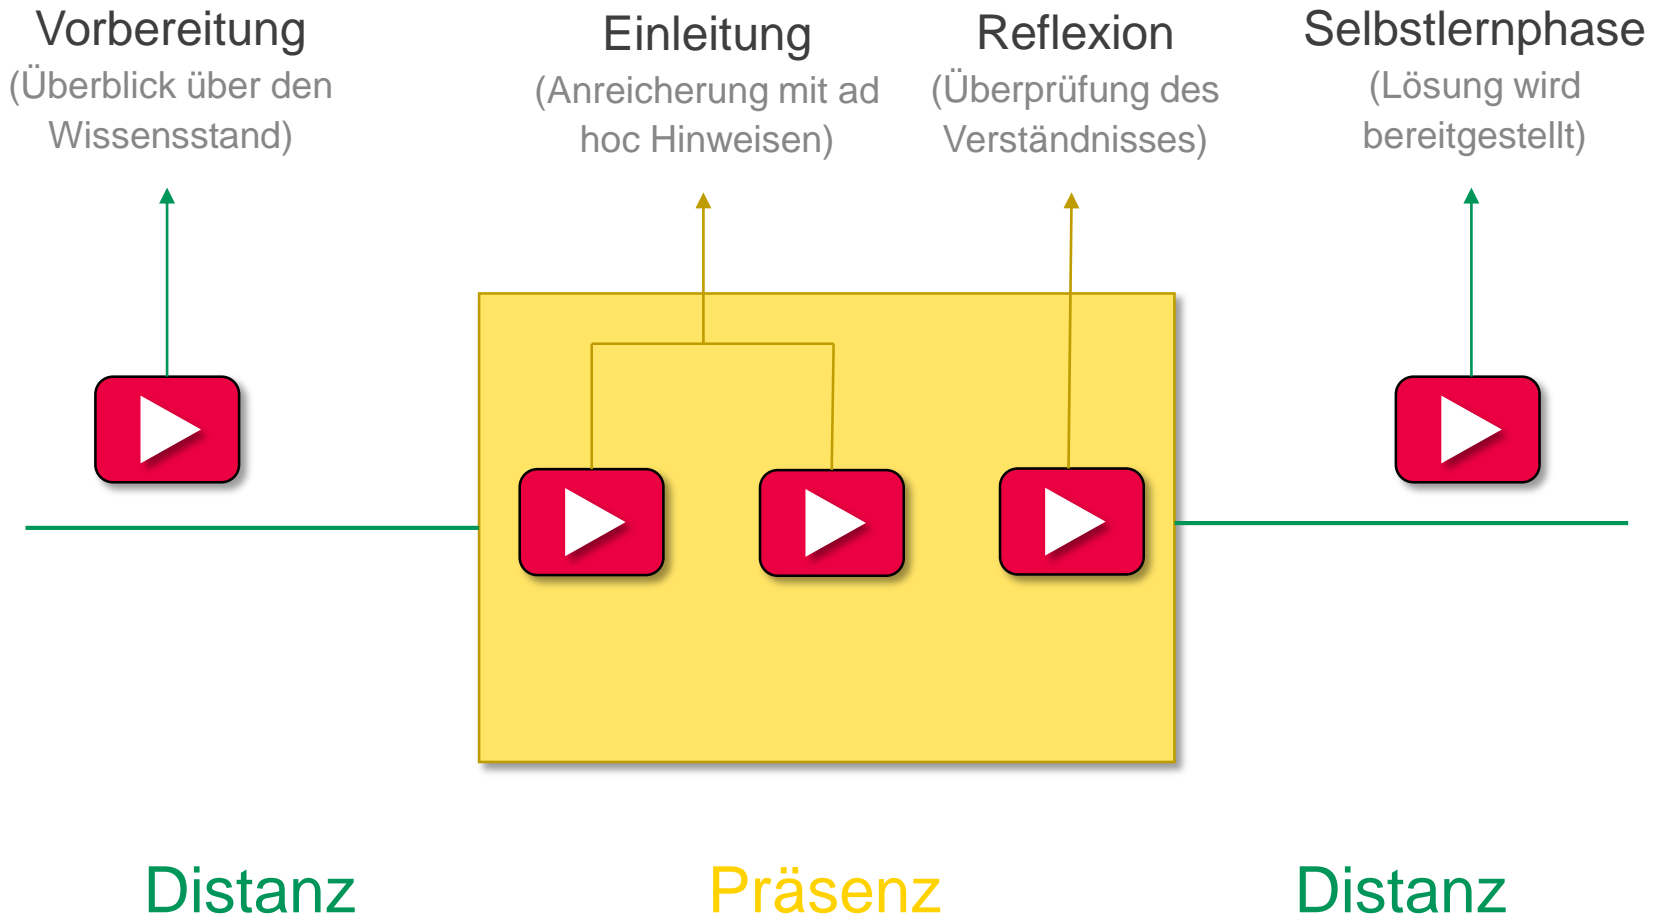 Vorbereitung
(Überblick über den
Wissensstand)
Einleitung
(Anreicherung mit ad
hoc Hinweisen)
Reflexion
(Überprüfung des
Verständnisses)
Selbstlernphase
(Lösung wird
bereitgestellt)
Distanz
Präsenz
Distanz